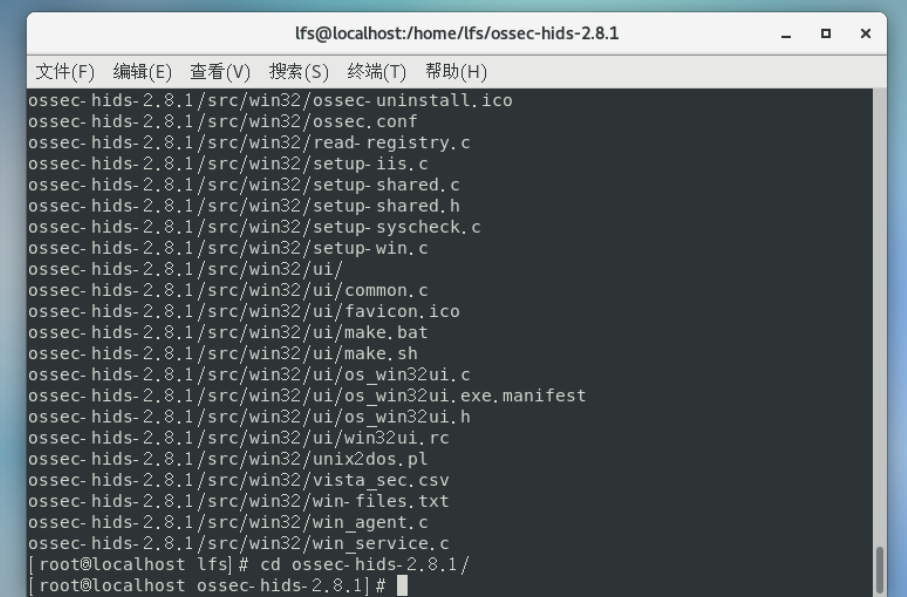 lfs@localhost:/home/lfs/ossec-hids-2.8.1
文件(F) 编辑(E) 查看(V) 搜索(S) 终端(T) 帮助(H)
ossec-hids-2.8.1/src/win32/ossec-uninstall.ico
ossec-hids-2.8.1/src/win32/ossec.conf
ossec-hids-2.8.1/src/win32/read-registry.c
ossec-hids-2.8.1/src/win32/setup-iis.c
ossec-hids-2.8.1/src/win32/setup-shared.c
ossec-hids-2.8.1/src/win32/setup-shared.h
ossec-hids-2.8.1/src/win32/setup-syscheck.c
ossec-hids-2.8.1/src/win32/setup-win.c
ossec-hids-2.8.1/src/win32/ui/
ossec-hids-2.8.1/src/win32/ui/common.c
ossec-hids-2.8.1/src/win32/ui/favicon.ico
ossec-hids-2.8.1/src/win32/ui/make.bat
ossec-hids-2.8.1/src/win32/ui/make.sh
ossec-hids-2.8.1/src/win32/ui/os_win32ui.c
ossec-hids-2.8.1/src/win32/ui/os_win32ui.exe.manifest
ossec-hids-2.8.1/src/win32/ui/os_win32ui.h
ossec-hids-2.8.1/src/win32/ui/win32ui.rc
ossec-hids-2.8.1/src/win32/unix2dos.pl
ossec-hids-2.8.1/src/win32/vista_sec.csv
ossec-hids-2.8.1/src/win32/win-files.txt
ossec-hids-2.8.1/src/win32/win_agent.c
ossec-hids-2.8.1/src/win32/win_service.c
[root@localhost lfs]# cd ossec-hids-2.8.1/
[root@localhost ossec-hids-2.8.1]#